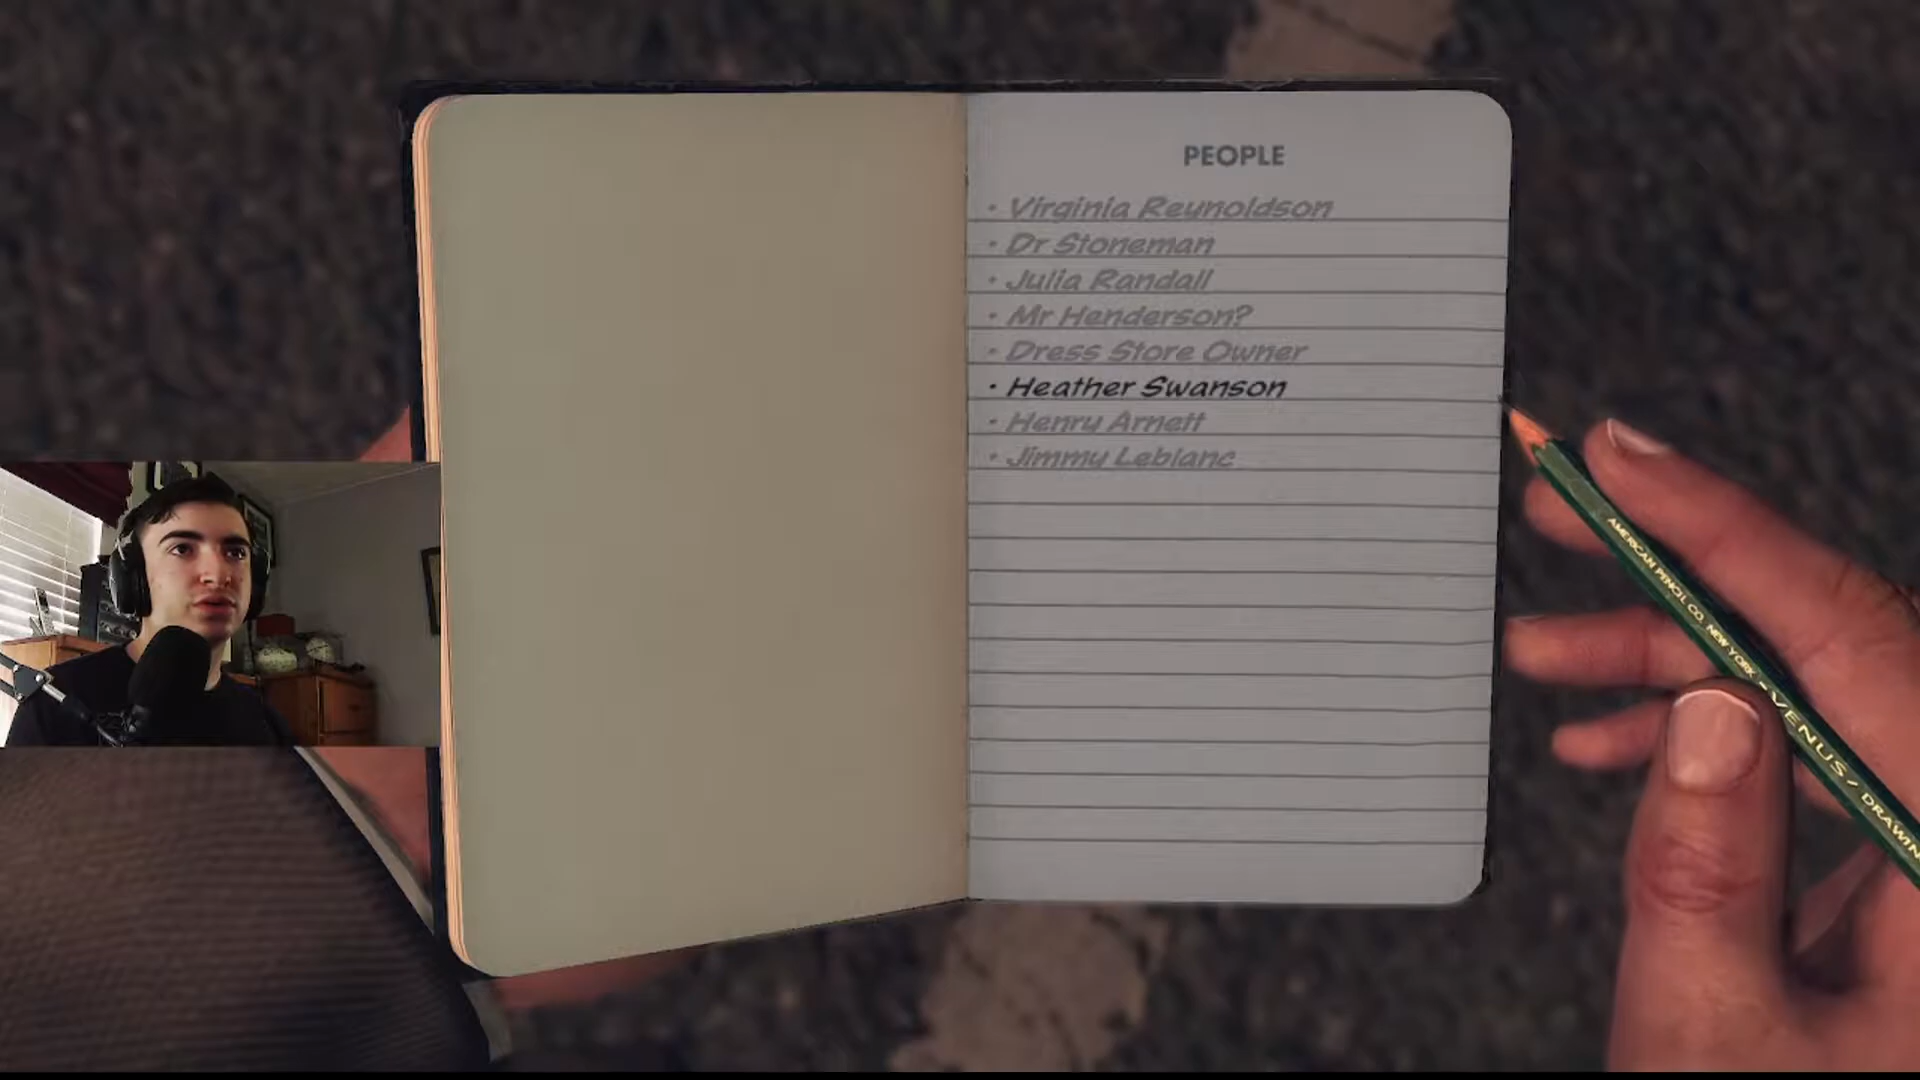 PEOPLE
• Virginia Reynoldson
• Dr Stoneman
• Julia Randall
• Mr Henderson?
• Dress Store Owner
• Heather Swanson
• Henry Arnett
• Jimmy Leblanc
AMERICAN PENCIL CO. NEW YORK - "VENUS" DRAWIN